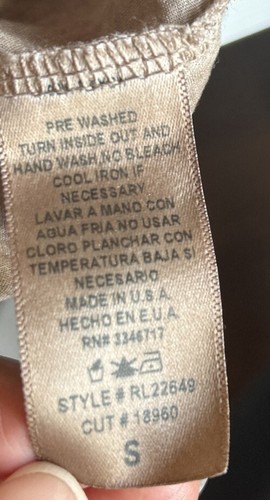 PRE WASHED
TURN INSIDE OUT AND
HAND WASH,NO BLEACH
COOL IRON IF
NECESSARY
LAVAR A MANO CON
AGUA FRIA NO USAR
CLORO PLANCHAR CON
TEMPERATURA BAJA SI
NECESARIO
MADE IN U.S.A.
HECHO EN E.U.A.
RN# 3346717
STYLE # RL22649
CUT # 18960
S